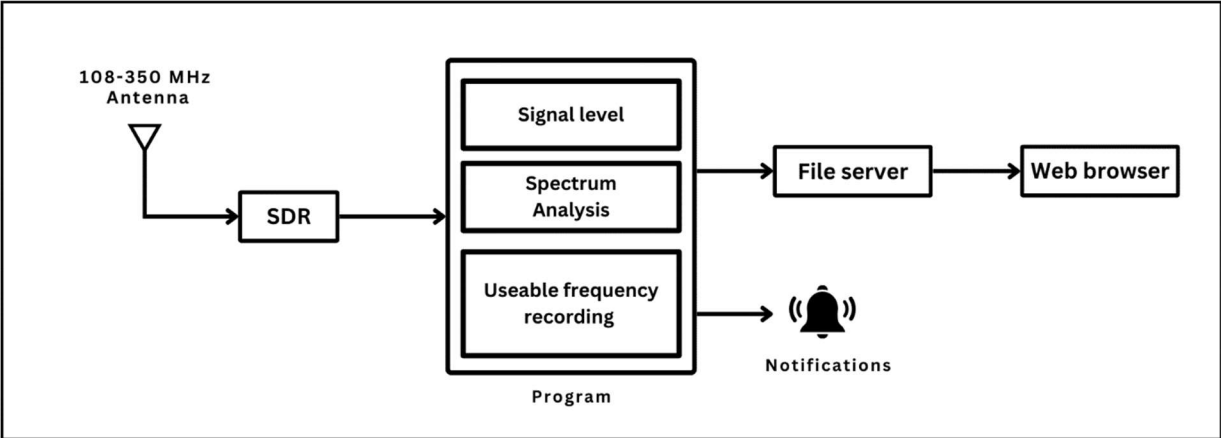 108-350 MHz
Antenna
SDR
Signal level
Spectrum
Analysis
Useable frequency
recording
Program
File server
Web browser
Notifications